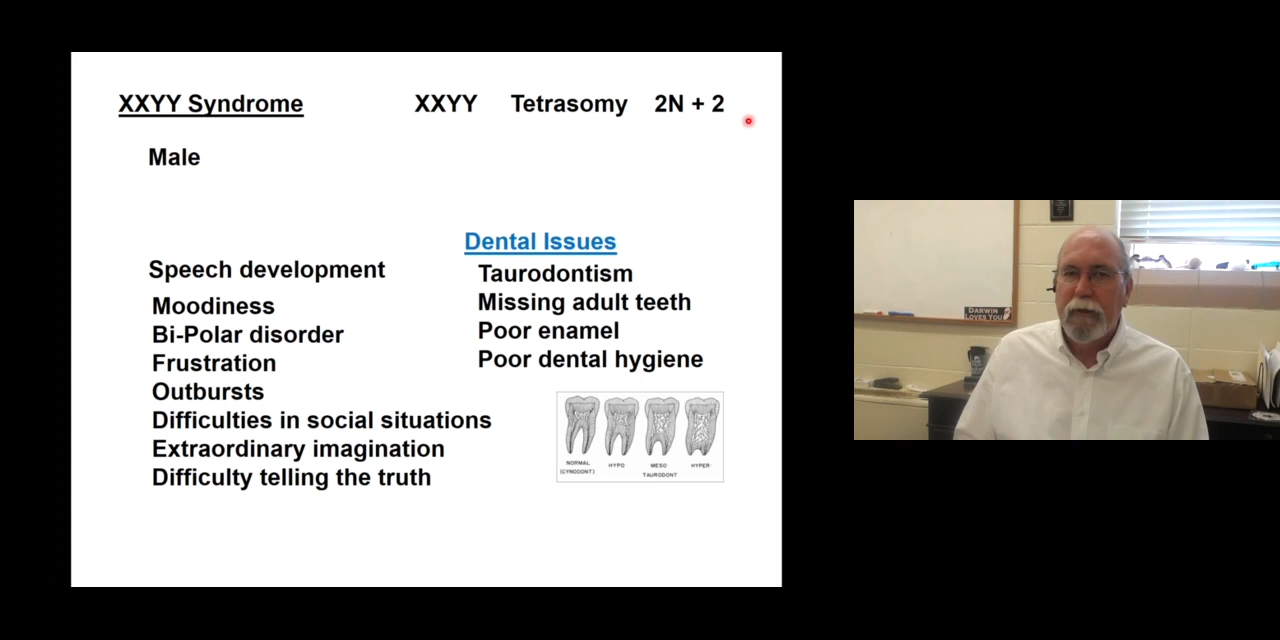 XXYY Syndrome XXYY Tetrasomy 2N + 2
Male
Speech development
Moodiness
Bi-Polar disorder
Frustration
Outbursts
Difficulties in social situations
Extraordinary imagination
Difficulty telling the truth
Dental Issues
Taurodontism
Missing adult teeth
Poor enamel
Poor dental hygiene
NORMAL HYPO MESO HYPER
(CYNODONT) TAURODONT
DARWIN
LOVES YOU